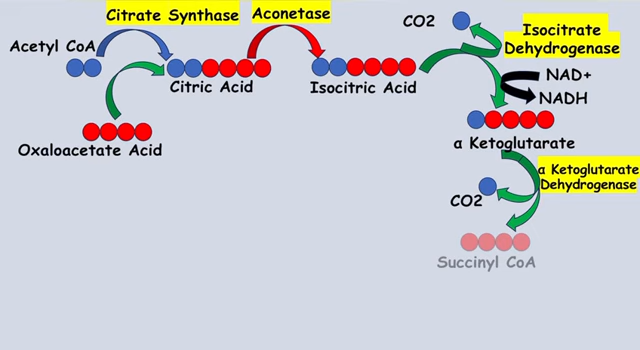 Citrate Synthase
Aconetase
CO2
Isocitrate
Dehydrogenase
Acetyl CoA
NAD+
NADH
Citric Acid
Isocitric Acid
Oxaloacetate Acid
α Ketoglutarate
α Ketoglutarate
Dehydrogenase
CO2
Succinyl CoA